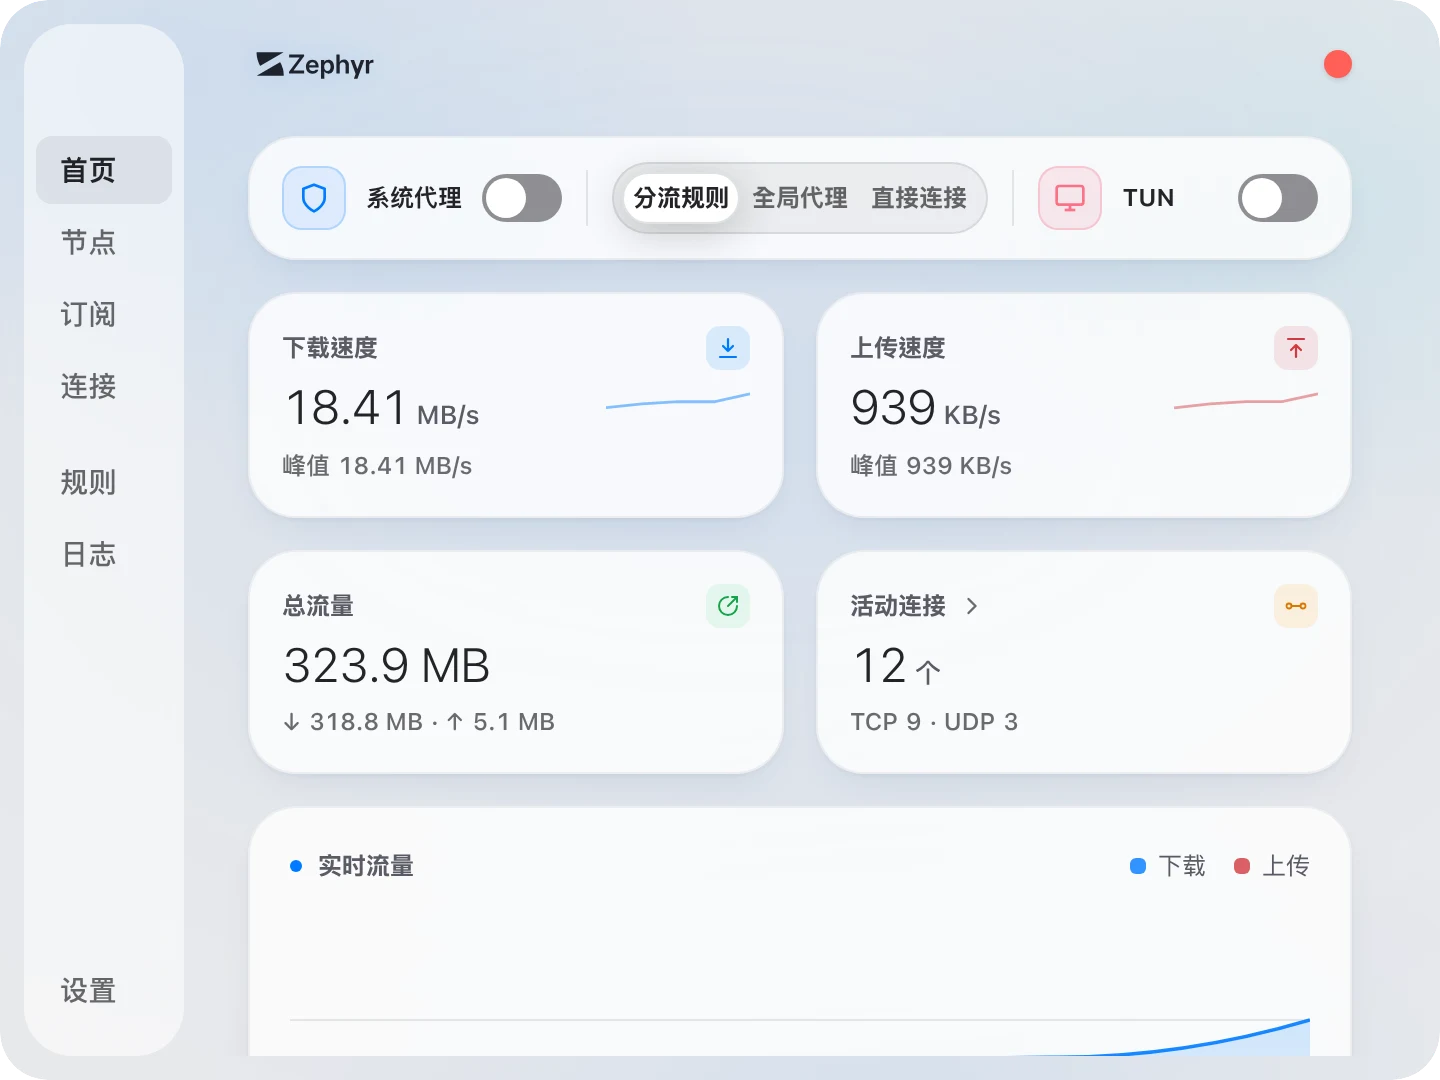 Zephyr
首页
节点
订阅
连接
规则
日志
设置
系统代理
分流规则 全局代理 直接连接
TUN
下载速度
18.41 MB/s
峰值 18.41 MB/s
上传速度
939 KB/s
峰值 939 KB/s
总流量
323.9 MB
↓ 318.8 MB · ↑ 5.1 MB
活动连接
12 个
TCP 9 · UDP 3
实时流量
下载 上传